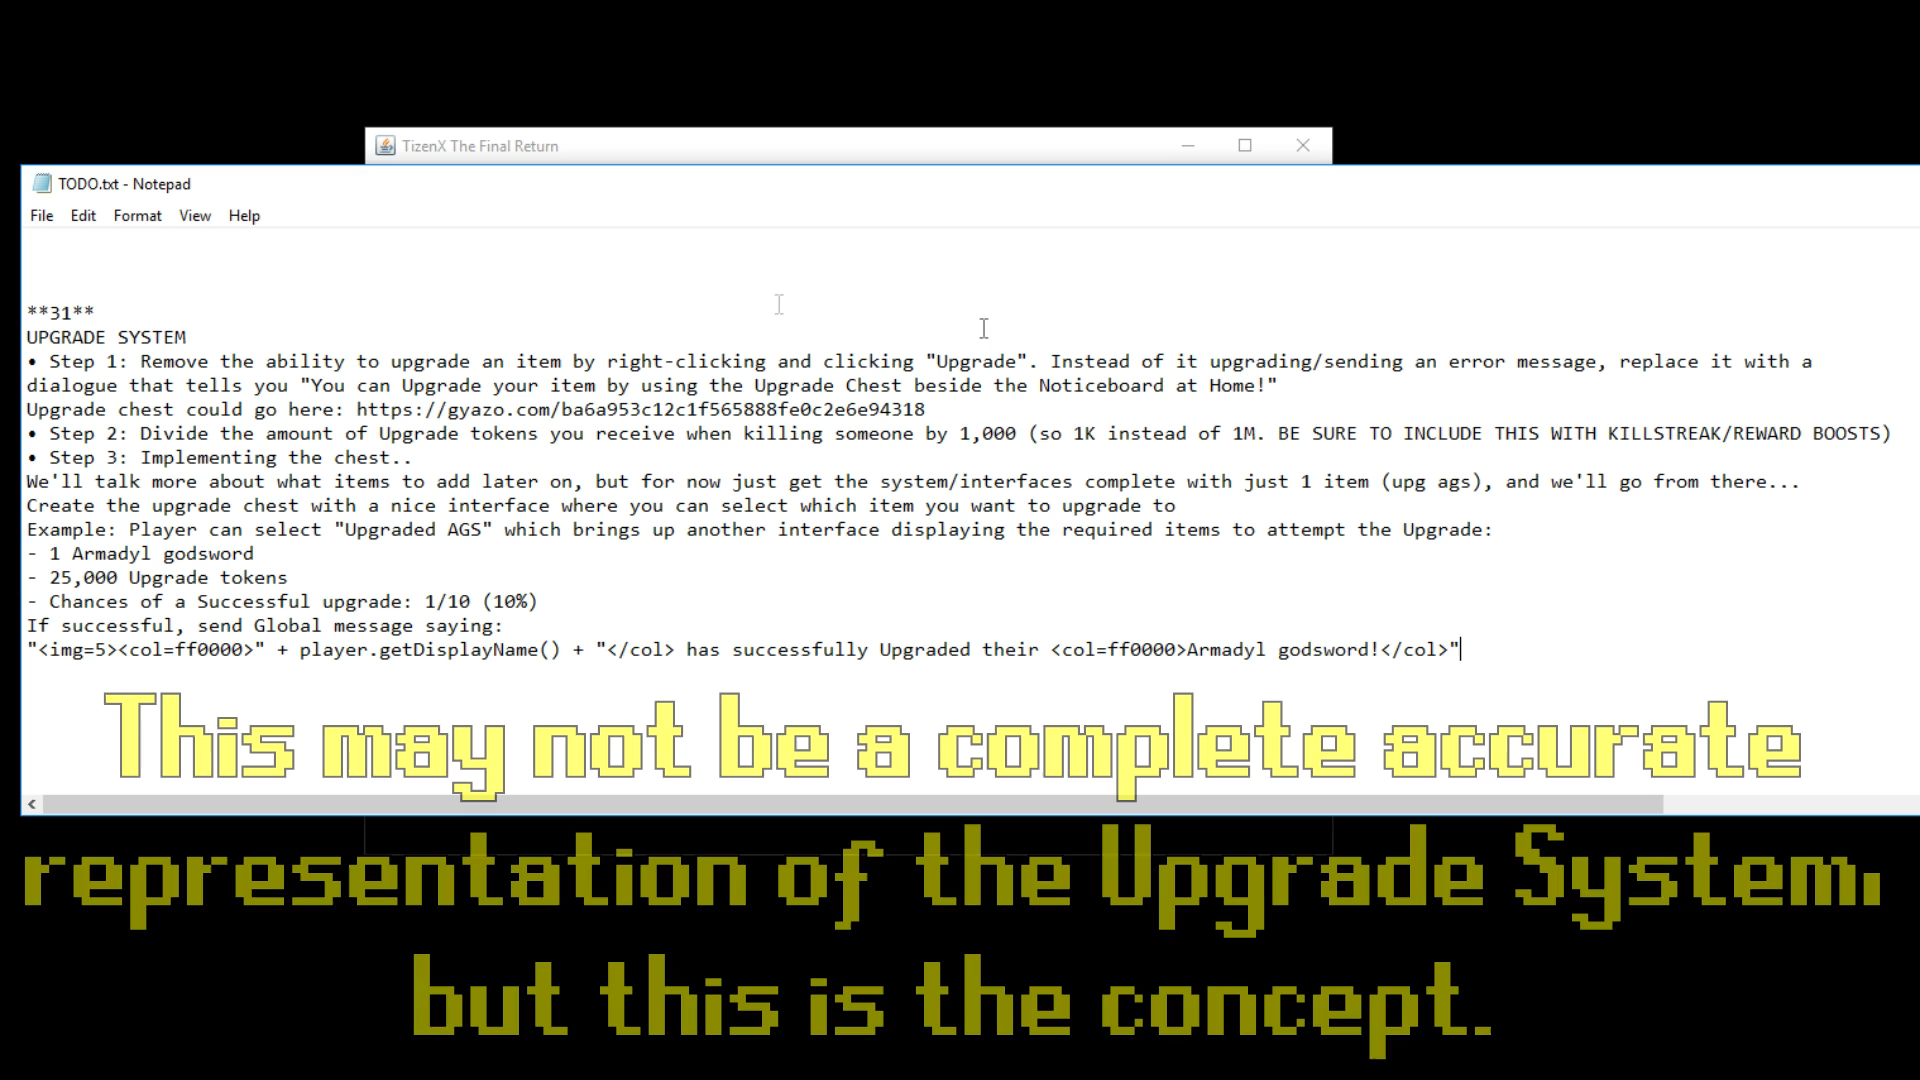 TizenX The Final Return
TODO.txt - Notepad
File Edit Format View Help
**31**
UPGRADE SYSTEM
• Step 1: Remove the ability to upgrade an item by right-clicking and clicking "Upgrade". Instead of it upgrading/sending an error message, replace it with a
dialogue that tells you "You can Upgrade your item by using the Upgrade Chest beside the Noticeboard at Home!"
Upgrade chest could go here: https://gyazo.com/ba6a953c12c1f565888fe0c2e6e94318
• Step 2: Divide the amount of Upgrade tokens you receive when killing someone by 1,000 (so 1K instead of 1M. BE SURE TO INCLUDE THIS WITH KILLSTREAK/REWARD BOOSTS)
• Step 3: Implementing the chest..
We'll talk more about what items to add later on, but for now just get the system/interfaces complete with just 1 item (upg ags), and we'll go from there...
Create the upgrade chest with a nice interface where you can select which item you want to upgrade to
Example: Player can select "Upgraded AGS" which brings up another interface displaying the required items to attempt the Upgrade:
- 1 Armadyl godsword
- 25,000 Upgrade tokens
- Chances of a Successful upgrade: 1/10 (10%)
If successful, send Global message saying:
"<img=5><col=ff0000>" + player.getDisplayName() + "</col> has successfully Upgraded their <col=ff0000>Armadyl godsword!</col>"
This may not be a complete accurate
representation of the Upgrade System,
but this is the concept.